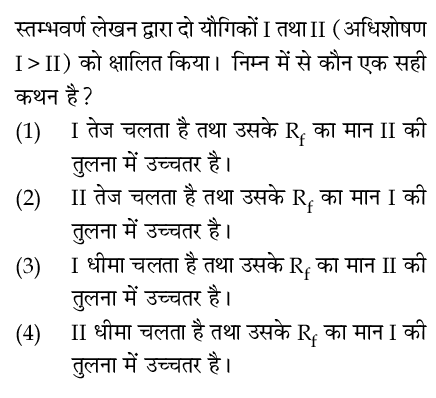 स्तम्भवर्ण लेखन द्वारा दो यौगिकों I तथा II ( अधिशोषण
I > II) को क्षालित किया। निम्न में से कौन एक सही
कथन है ?
(1) I तेज चलता है तथा उसके R_f का मान II की
तुलना में उच्चतर है।
(2) II तेज चलता है तथा उसके R_f का मान I की
तुलना में उच्चतर है।
(3) I धीमा चलता है तथा उसके R_f का मान II की
तुलना में उच्चतर है।
(4) II धीमा चलता है तथा उसके R_f का मान I की
तुलना में उच्चतर है।